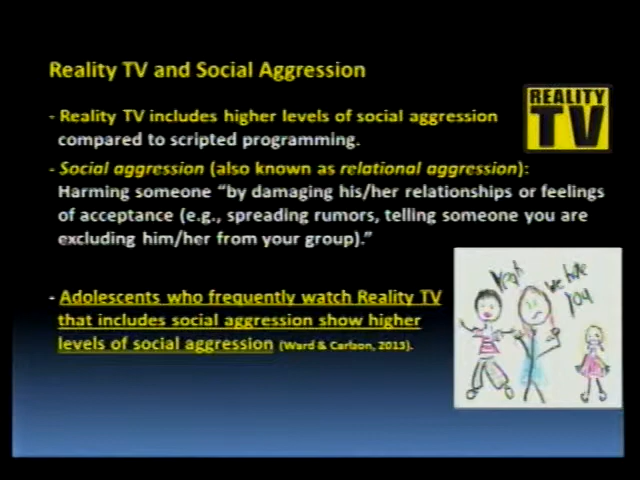 Reality TV and Social Aggression
- Reality TV includes higher levels of social aggression
compared to scripted programming.
REALITY
TV
- Social aggression (also known as relational aggression):
Harming someone “by damaging his/her relationships or feelings
of acceptance (e.g., spreading rumors, telling someone you are
excluding him/her from your group).”
- Adolescents who frequently watch Reality TV
that includes social aggression show higher
levels of social aggression (Ward & Carlson, 2013).
Yeah
we hate
you